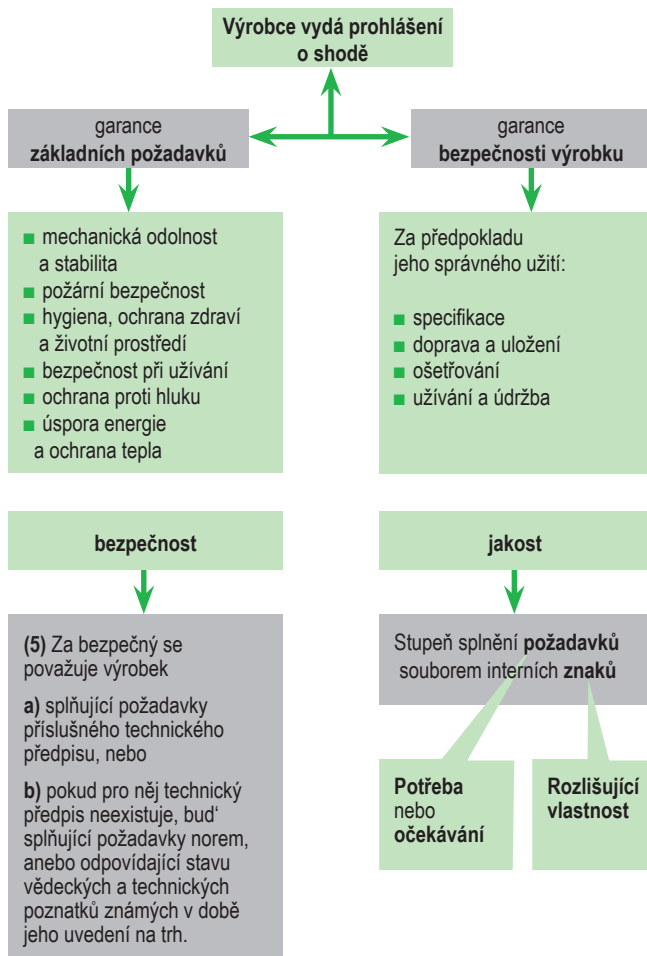 Výrobce vydá prohlášení
o shodě
garance
základních požadavků
garance
bezpečnosti výrobku
■ mechanická odolnost
a stabilita
■ požární bezpečnost
■ hygiena, ochrana zdraví
a životní prostředí
■ bezpečnost při užívání
■ ochrana proti hluku
■ úspora energie
a ochrana tepla
Za předpokladu
jeho správného užití:
■ specifikace
■ doprava a uložení
■ ošetřování
■ užívání a údržba
bezpečnost
(5) Za bezpečný se
považuje výrobek
a) splňující požadavky
příslušného technického
předpisu, nebo
b) pokud pro něj technický
předpis neexistuje, bud‘
splňující požadavky norem,
anebo odpovídající stavu
vědeckých a technických
poznatků známých v době
jeho uvedení na trh.
jakost
Stupeň splnění požadavků
souborem interních znaků
Potřeba
nebo
očekávání
Rozlišující
vlastnost